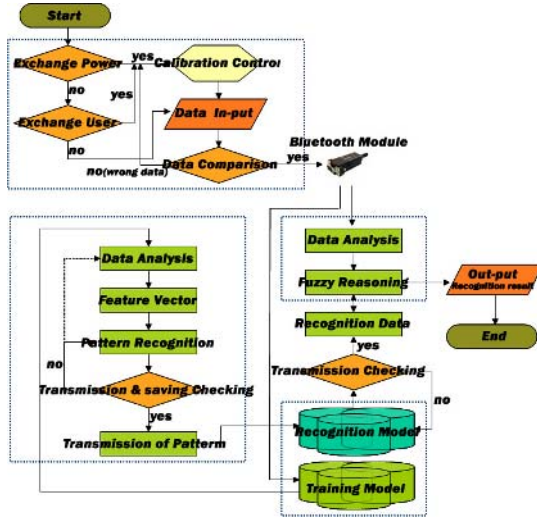 Start
Exchange Power
yes
Calibration Control
no
yes
Exchange User
Data In-put
no
Data Comparison
yes
no(wrong data)
Bluetooth Module
Data Analysis
Feature Vector
Pattern Recognition
no
Transmission & saving Checking
yes
Transmission of Patterm
Data Analysis
Fuzzy Reasoning
Out-put
Recognition result
Recognition Data
End
yes
Transmission Checking
no
Recognition Model
Training Model